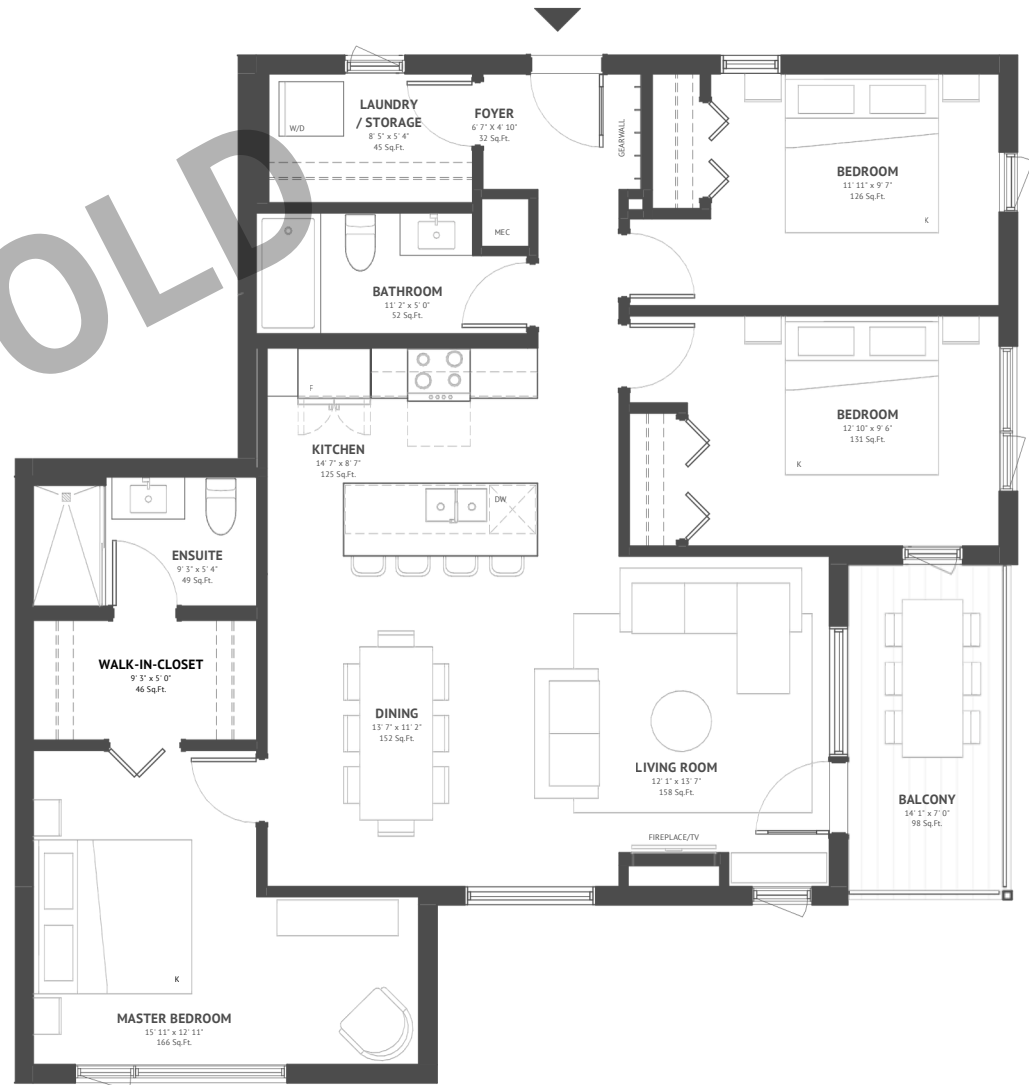 LAUNDRY
/ STORAGE
8' 5" x 5' 4"
45 Sq.Ft.
W/D
FOYER
6' 7" X 4' 10"
32 Sq.Ft.
GEARWALL
BEDROOM
11' 11" x 9' 7"
126 Sq.Ft.
K
MEC
BATHROOM
11' 2" x 5' 0"
52 Sq.Ft.
OLD
F
KITCHEN
14' 7" x 8' 7"
125 Sq.Ft.
DW
BEDROOM
12' 10" x 9' 6"
131 Sq.Ft.
K
ENSUITE
9' 3" x 5' 4"
49 Sq.Ft.
WALK-IN-CLOSET
9' 3" x 5' 0"
46 Sq.Ft.
DINING
13' 7" x 11' 2"
152 Sq.Ft.
LIVING ROOM
12' 1" x 13' 7"
158 Sq.Ft.
FIREPLACE/TV
BALCONY
14' 1" x 7' 0"
98 Sq.Ft.
K
MASTER BEDROOM
15' 11" x 12' 11"
166 Sq.Ft.